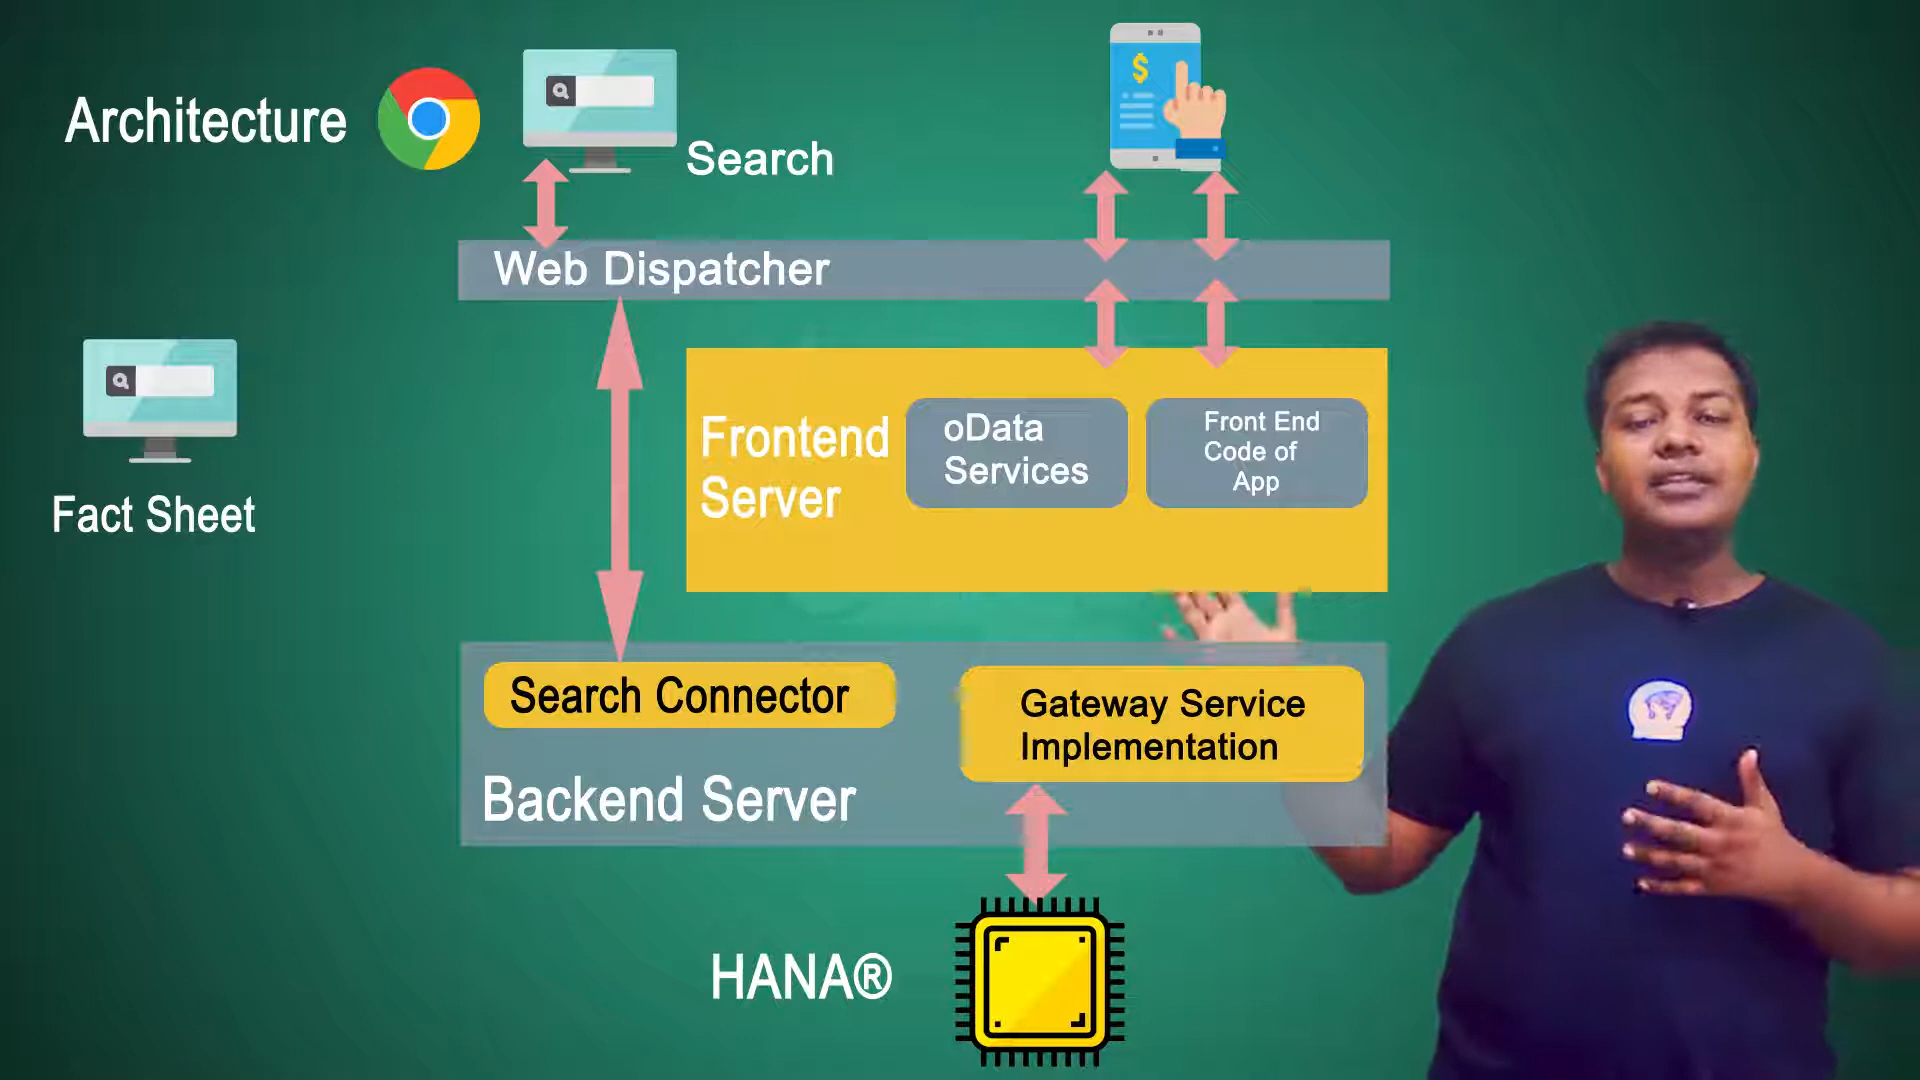 Architecture
Search
Web Dispatcher
Fact Sheet
Frontend
Server
oData
Services
Front End
Code of
App
Search Connector
Gateway Service
Implementation
Backend Server
HANA®
$